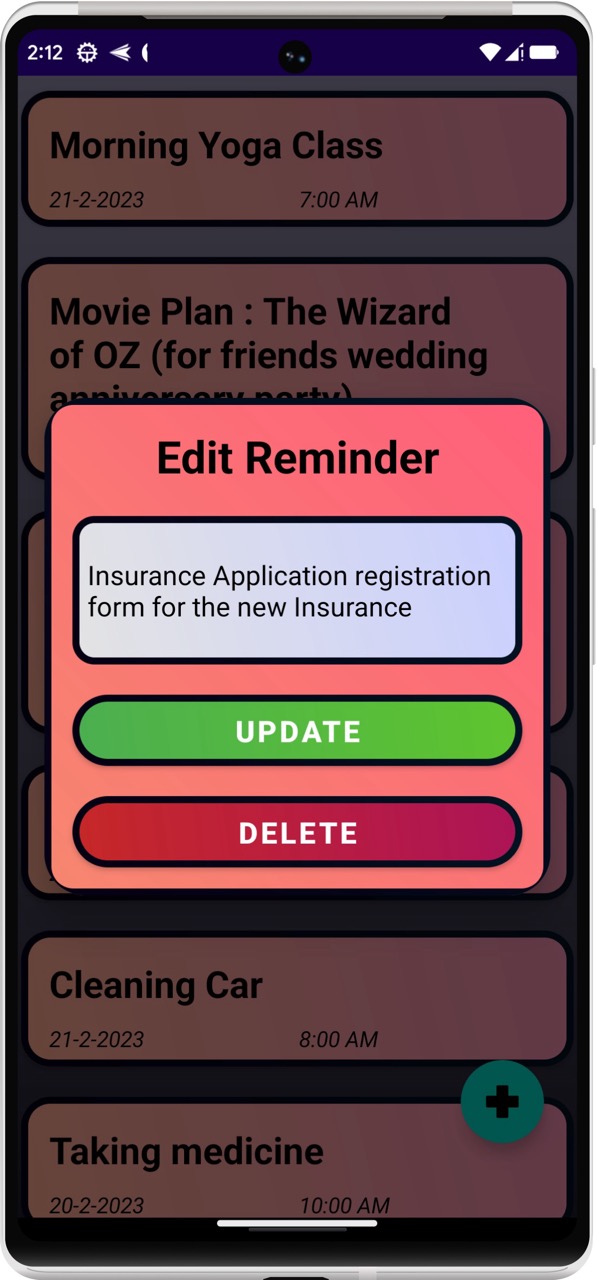 2:12
Morning Yoga Class
21-2-2023 7:00 AM
Movie Plan : The Wizard
of OZ (for friends wedding
anniversary party)
Edit Reminder
Insurance Application registration
form for the new Insurance
UPDATE
DELETE
Cleaning Car
21-2-2023 8:00 AM
Taking medicine
20-2-2023 10:00 AM